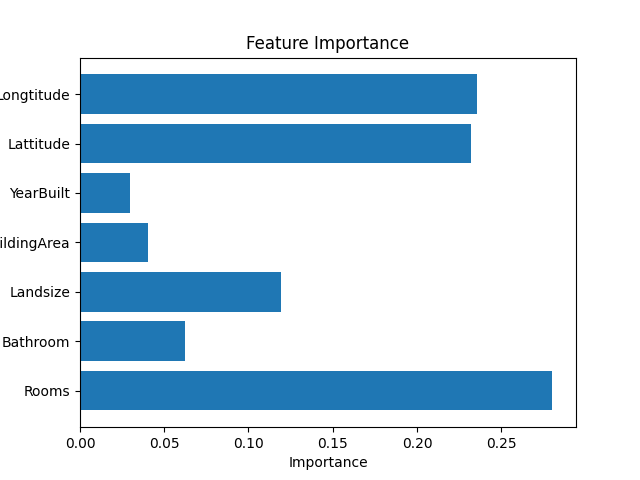 Feature Importance
Longtitude
Lattitude
YearBuilt
ildingArea
Landsize
Bathroom
Rooms
0.00 0.05 0.10 0.15 0.20 0.25
Importance